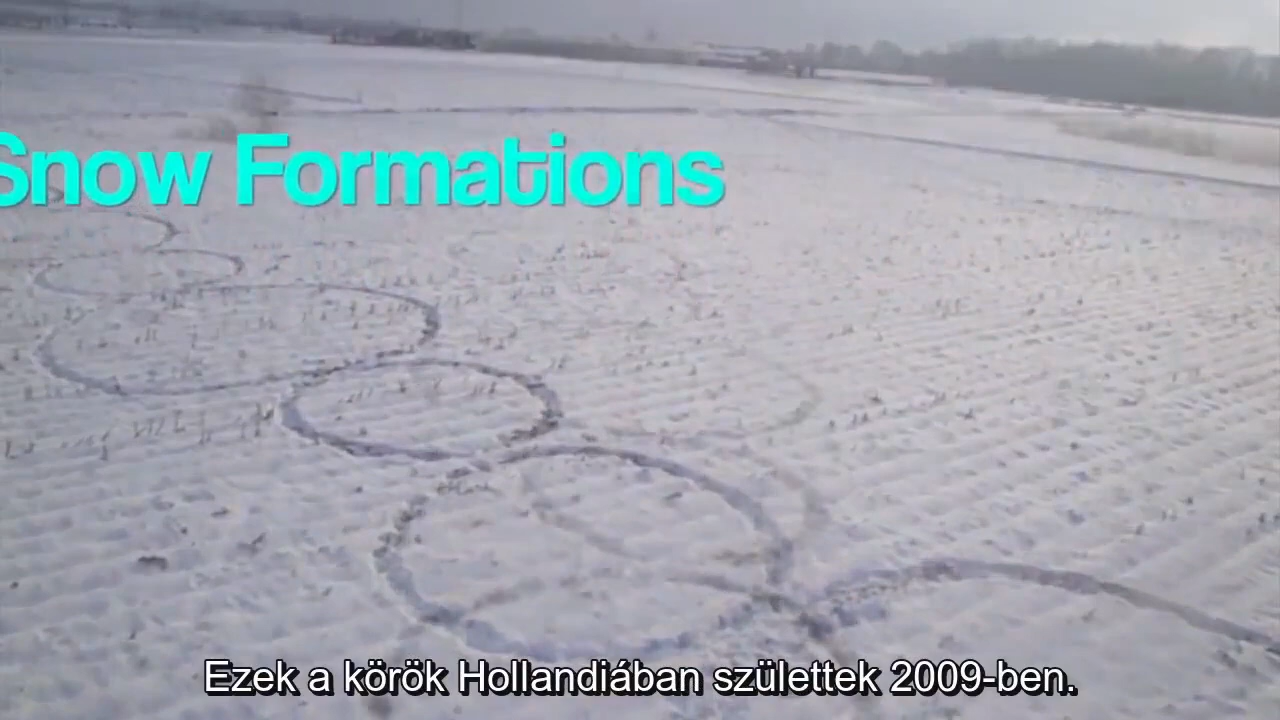 Snow Formations
Ezek a körök Hollandiában születtek 2009-ben.